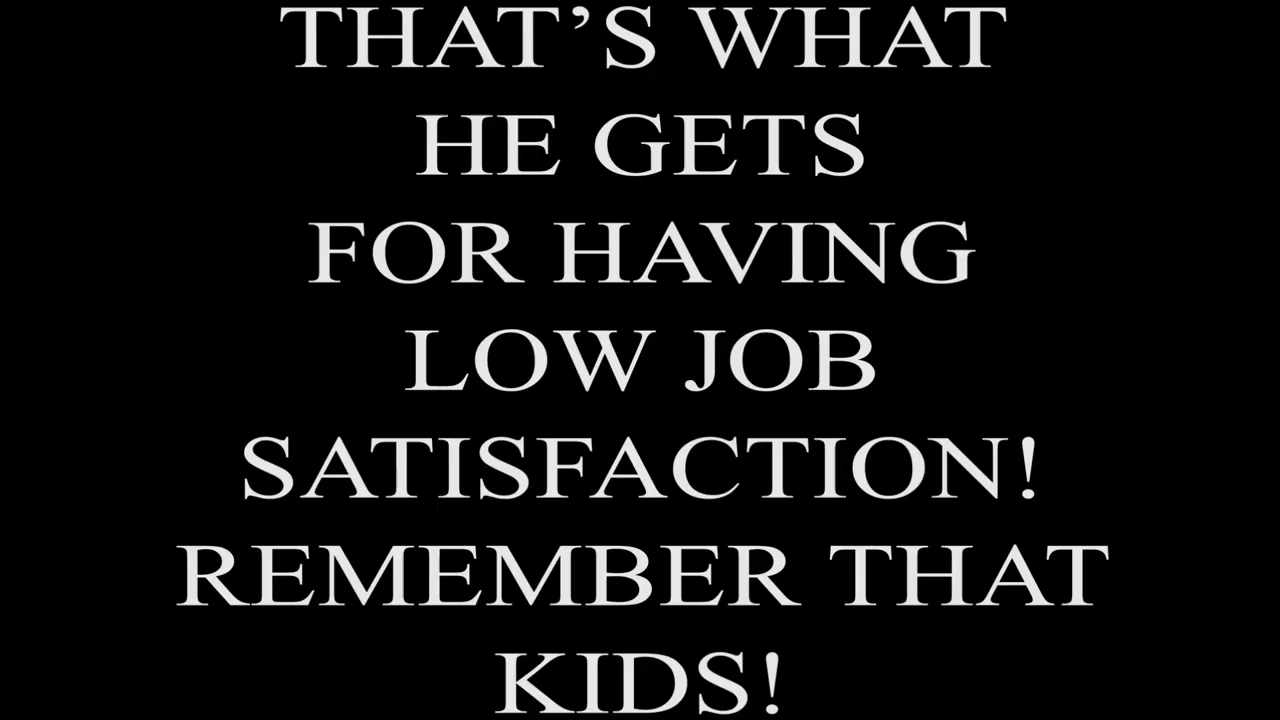 THAT’S WHAT
HE GETS
FOR HAVING
LOW JOB
SATISFACTION!
REMEMBER THAT
KIDS!